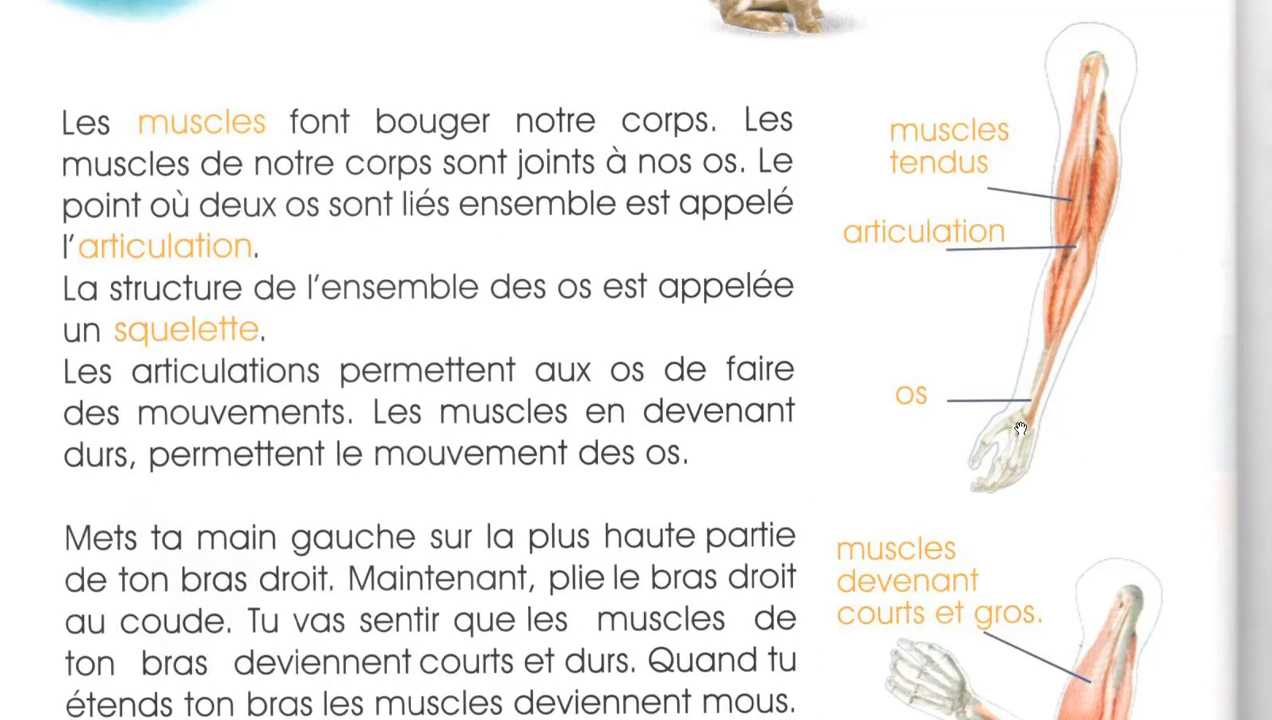 Les muscles font bouger notre corps. Les
muscles de notre corps sont joints à nos os. Le
point où deux os sont liés ensemble est appelé
l'articulation.
La structure de l'ensemble des os est appelée
un squelette.
Les articulations permettent aux os de faire
des mouvements. Les muscles en devenant
durs, permettent le mouvement des os.
Mets ta main gauche sur la plus haute partie
de ton bras droit. Maintenant, plie le bras droit
au coude. Tu vas sentir que les muscles de
ton bras deviennent courts et durs. Quand tu
étends ton bras les muscles deviennent mous.
muscles
tendus
articulation
os
muscles
devenant
courts et gros.